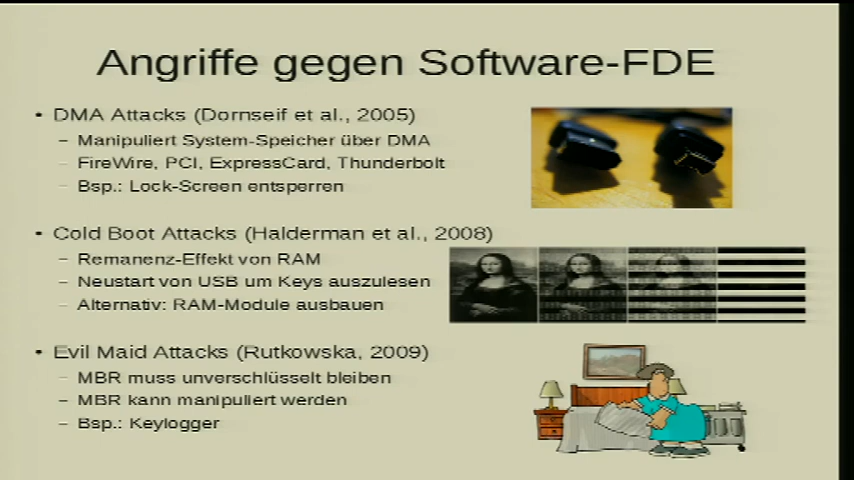 Angriffe gegen Software-FDE
• DMA Attacks (Dornseif et al., 2005)
– Manipuliert System-Speicher über DMA
– FireWire, PCI, ExpressCard, Thunderbolt
– Bsp.: Lock-Screen entsperren
• Cold Boot Attacks (Halderman et al., 2008)
– Remanenz-Effekt von RAM
– Neustart von USB um Keys auszulesen
– Alternativ: RAM-Module ausbauen
• Evil Maid Attacks (Rutkowska, 2009)
– MBR muss unverschlüsselt bleiben
– MBR kann manipuliert werden
– Bsp.: Keylogger